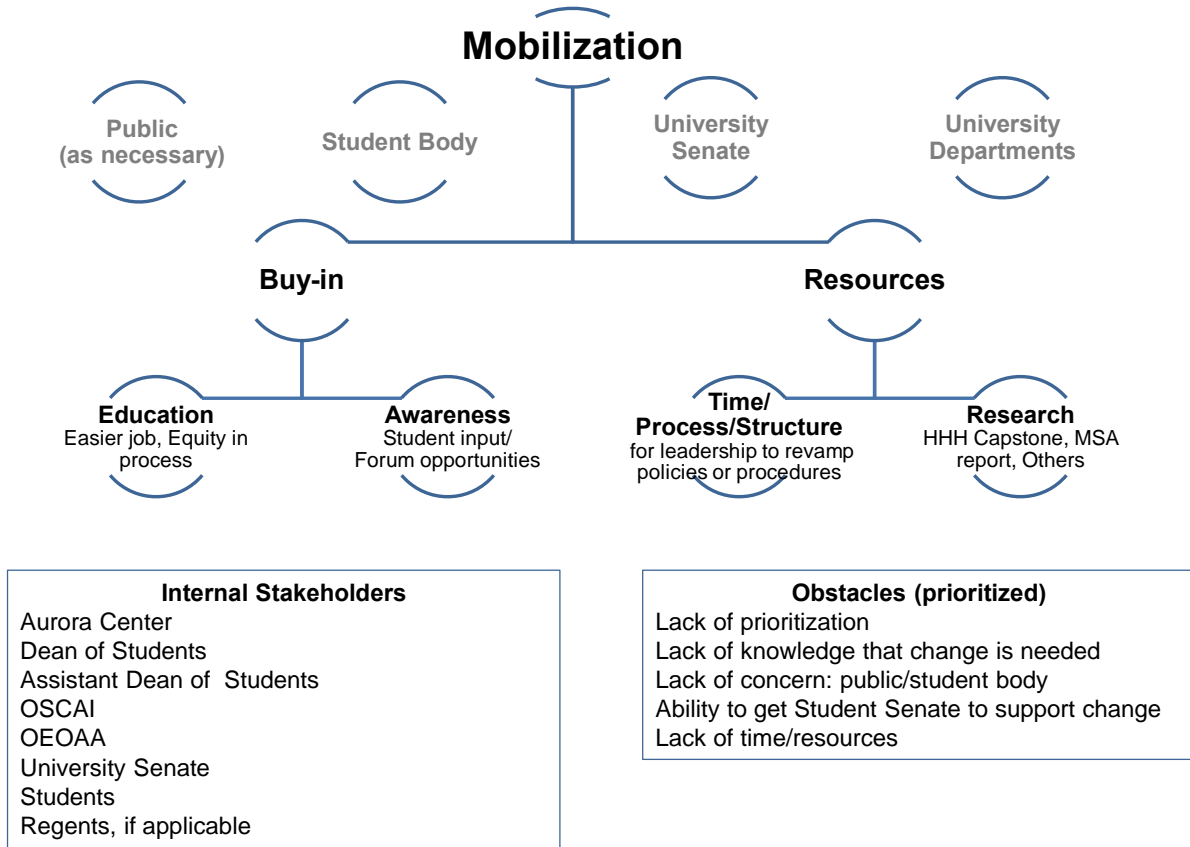 Mobilization
Public
(as necessary)
Student Body
University
Senate
University
Departments
Buy-in
Resources
Education
Easier job, Equity in
process
Awareness
Student input/
Forum opportunities
Time/
Process/Structure
for leadership to revamp
policies or procedures
Research
HHH Capstone, MSA
report, Others
Internal Stakeholders
Aurora Center
Dean of Students
Assistant Dean of Students
OSCAI
OEOAA
University Senate
Students
Regents, if applicable
Obstacles (prioritized)
Lack of prioritization
Lack of knowledge that change is needed
Lack of concern: public/student body
Ability to get Student Senate to support change
Lack of time/resources